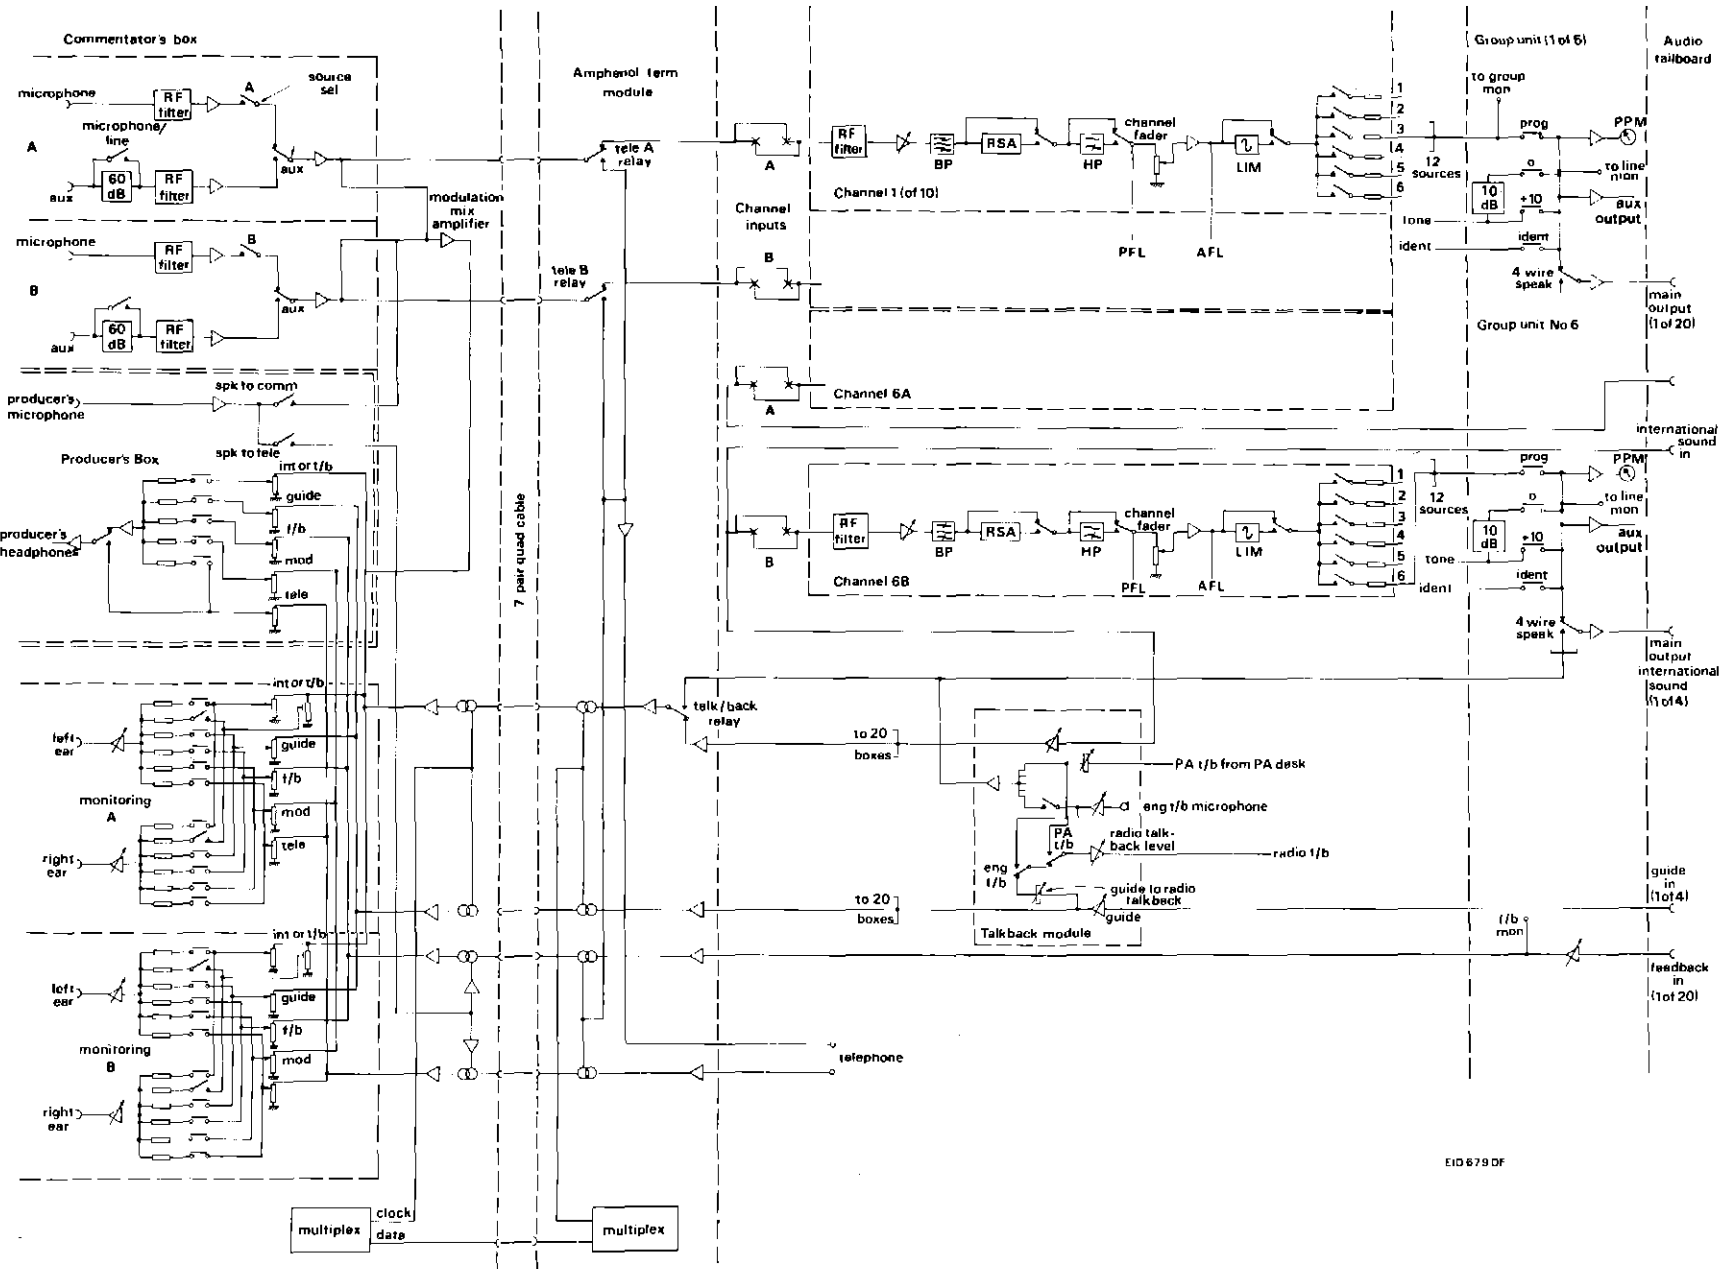 Commentator's box
microphone
RF
filter
A
source
sel
microphone/
line
A
aux
60
dB
RF
filter
aux
microphone
RF
filter
B
B
aux
60
dB
RF
filter
aux
modulation
mix
amplifier
producer's
microphone
spk to comm
spk to tele
Producer's Box
int or t/b
guide
f/b
mod
tele
producer's
headphones
int or t/b
guide
f/b
mod
tele
left
ear
monitoring
A
right
ear
int or t/b
guide
f/b
mod
left
ear
monitoring
B
right
ear
multiplex
clock
data
7 pair quad cable
Amphenol term
module
tele A
relay
tele B
relay
multiplex
A
Channel
inputs
B
A
B
RF
filter
BP
RSA
HP
channel
fader
LIM
PFL
AFL
Channel 1 (of 10)
1
2
3
4
5
6
12
sources
Channel 6A
RF
filter
BP
RSA
HP
channel
fader
LIM
PFL
AFL
Channel 6B
1
2
3
4
5
6
12
sources
Group unit (1 of 6)
to group
mon
prog
PPM
0
10
dB
+10
tone
ident
ident
to line
mon
aux
output
4 wire
speak
Group unit No 6
Audio
tailboard
main
output
(1 of 20)
international
sound
in
prog
PPM
0
10
dB
+10
tone
ident
ident
to line
mon
aux
output
4 wire
speak
main
output
international
sound
(1 of 4)
talk/back
relay
to 20
boxes
PA t/b from PA desk
eng t/b microphone
PA
t/b
radio talk-
back level
radio t/b
eng
t/b
guide to radio
talkback
guide
Talkback module
to 20
boxes
guide
in
(1 of 4)
f/b
mon
feedback
in
(1 of 20)
telephone
EID 679 DF